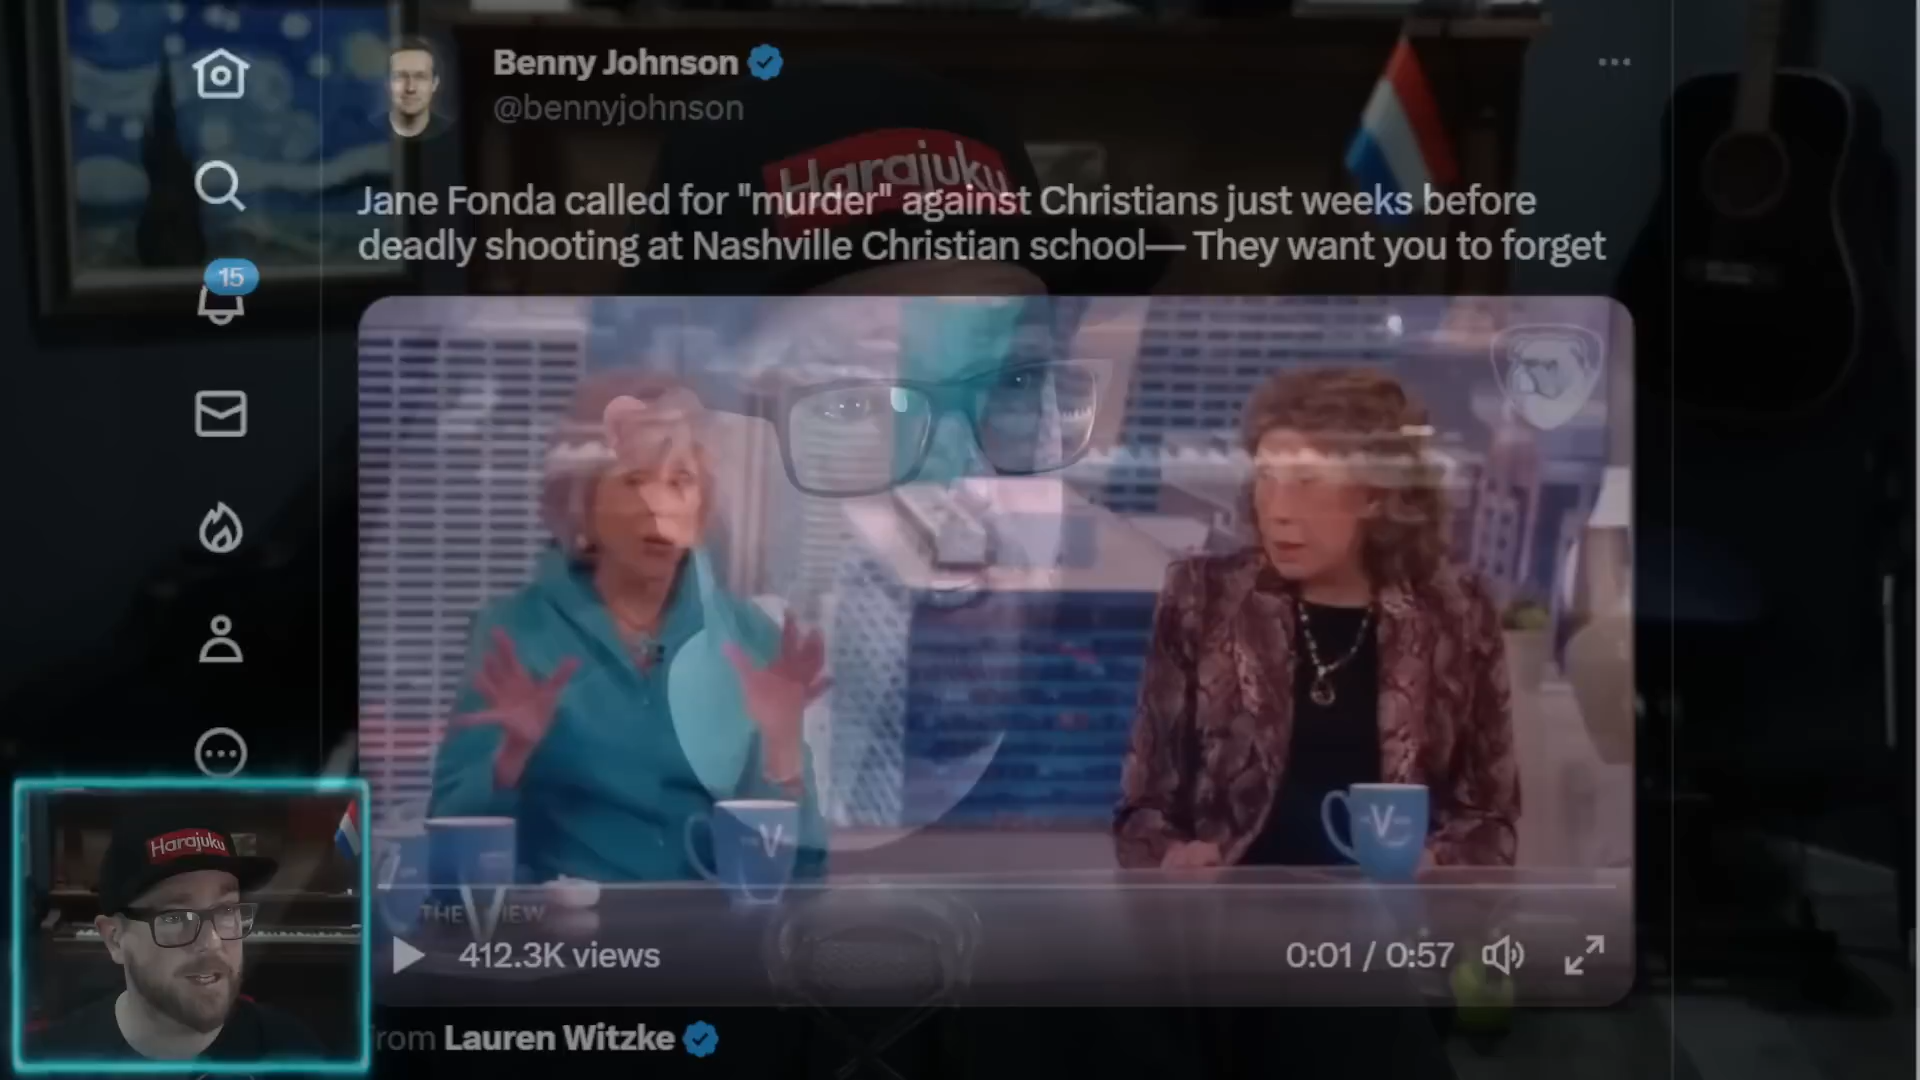 Benny Johnson
@bennyjohnson
Harajuku
Jane Fonda called for "murder" against Christians just weeks before
deadly shooting at Nashville Christian school— They want you to forget
15
V
V
THE VIEW
412.3K views
0:01 / 0:57
from Lauren Witzke
Harajuku